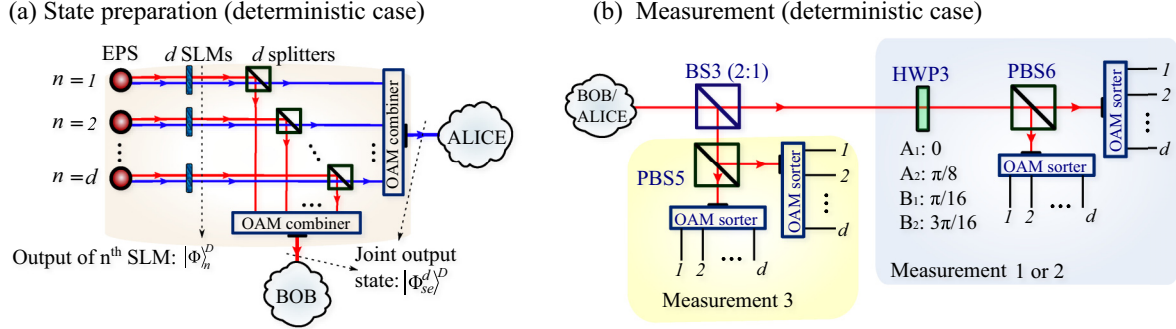 (a) State preparation (deterministic case)
EPS
d SLMs
d splitters
n = 1
n = 2
n = d
OAM combiner
ALICE
OAM combiner
Output of nᵗʰ SLM: |Φ⟩ₙᴰ
Joint output
state: |Φ_se^d⟩^D
BOB
(b) Measurement (deterministic case)
BOB/
ALICE
BS3 (2:1)
HWP3
PBS6
OAM sorter
1
2
d
A₁: 0
A₂: π/8
B₁: π/16
B₂: 3π/16
OAM sorter
1 2 ... d
Measurement 1 or 2
PBS5
OAM sorter
1
2
d
OAM sorter
1 2 ... d
Measurement 3